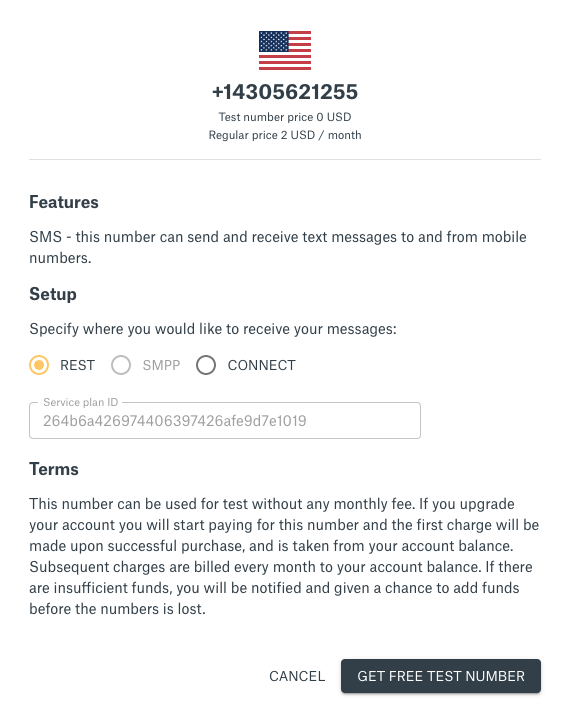 +14305621255
Test number price 0 USD
Regular price 2 USD / month
Features
SMS - this number can send and receive text messages to and from mobile
numbers.
Setup
Specify where you would like to receive your messages:
REST SMPP CONNECT
Service plan ID
264b6a426974406397426afe9d7e1019
Terms
This number can be used for test without any monthly fee. If you upgrade
your account you will start paying for this number and the first charge will be
made upon successful purchase, and is taken from your account balance.
Subsequent charges are billed every month to your account balance. If there
are insufficient funds, you will be notified and given a chance to add funds
before the numbers is lost.
CANCEL GET FREE TEST NUMBER